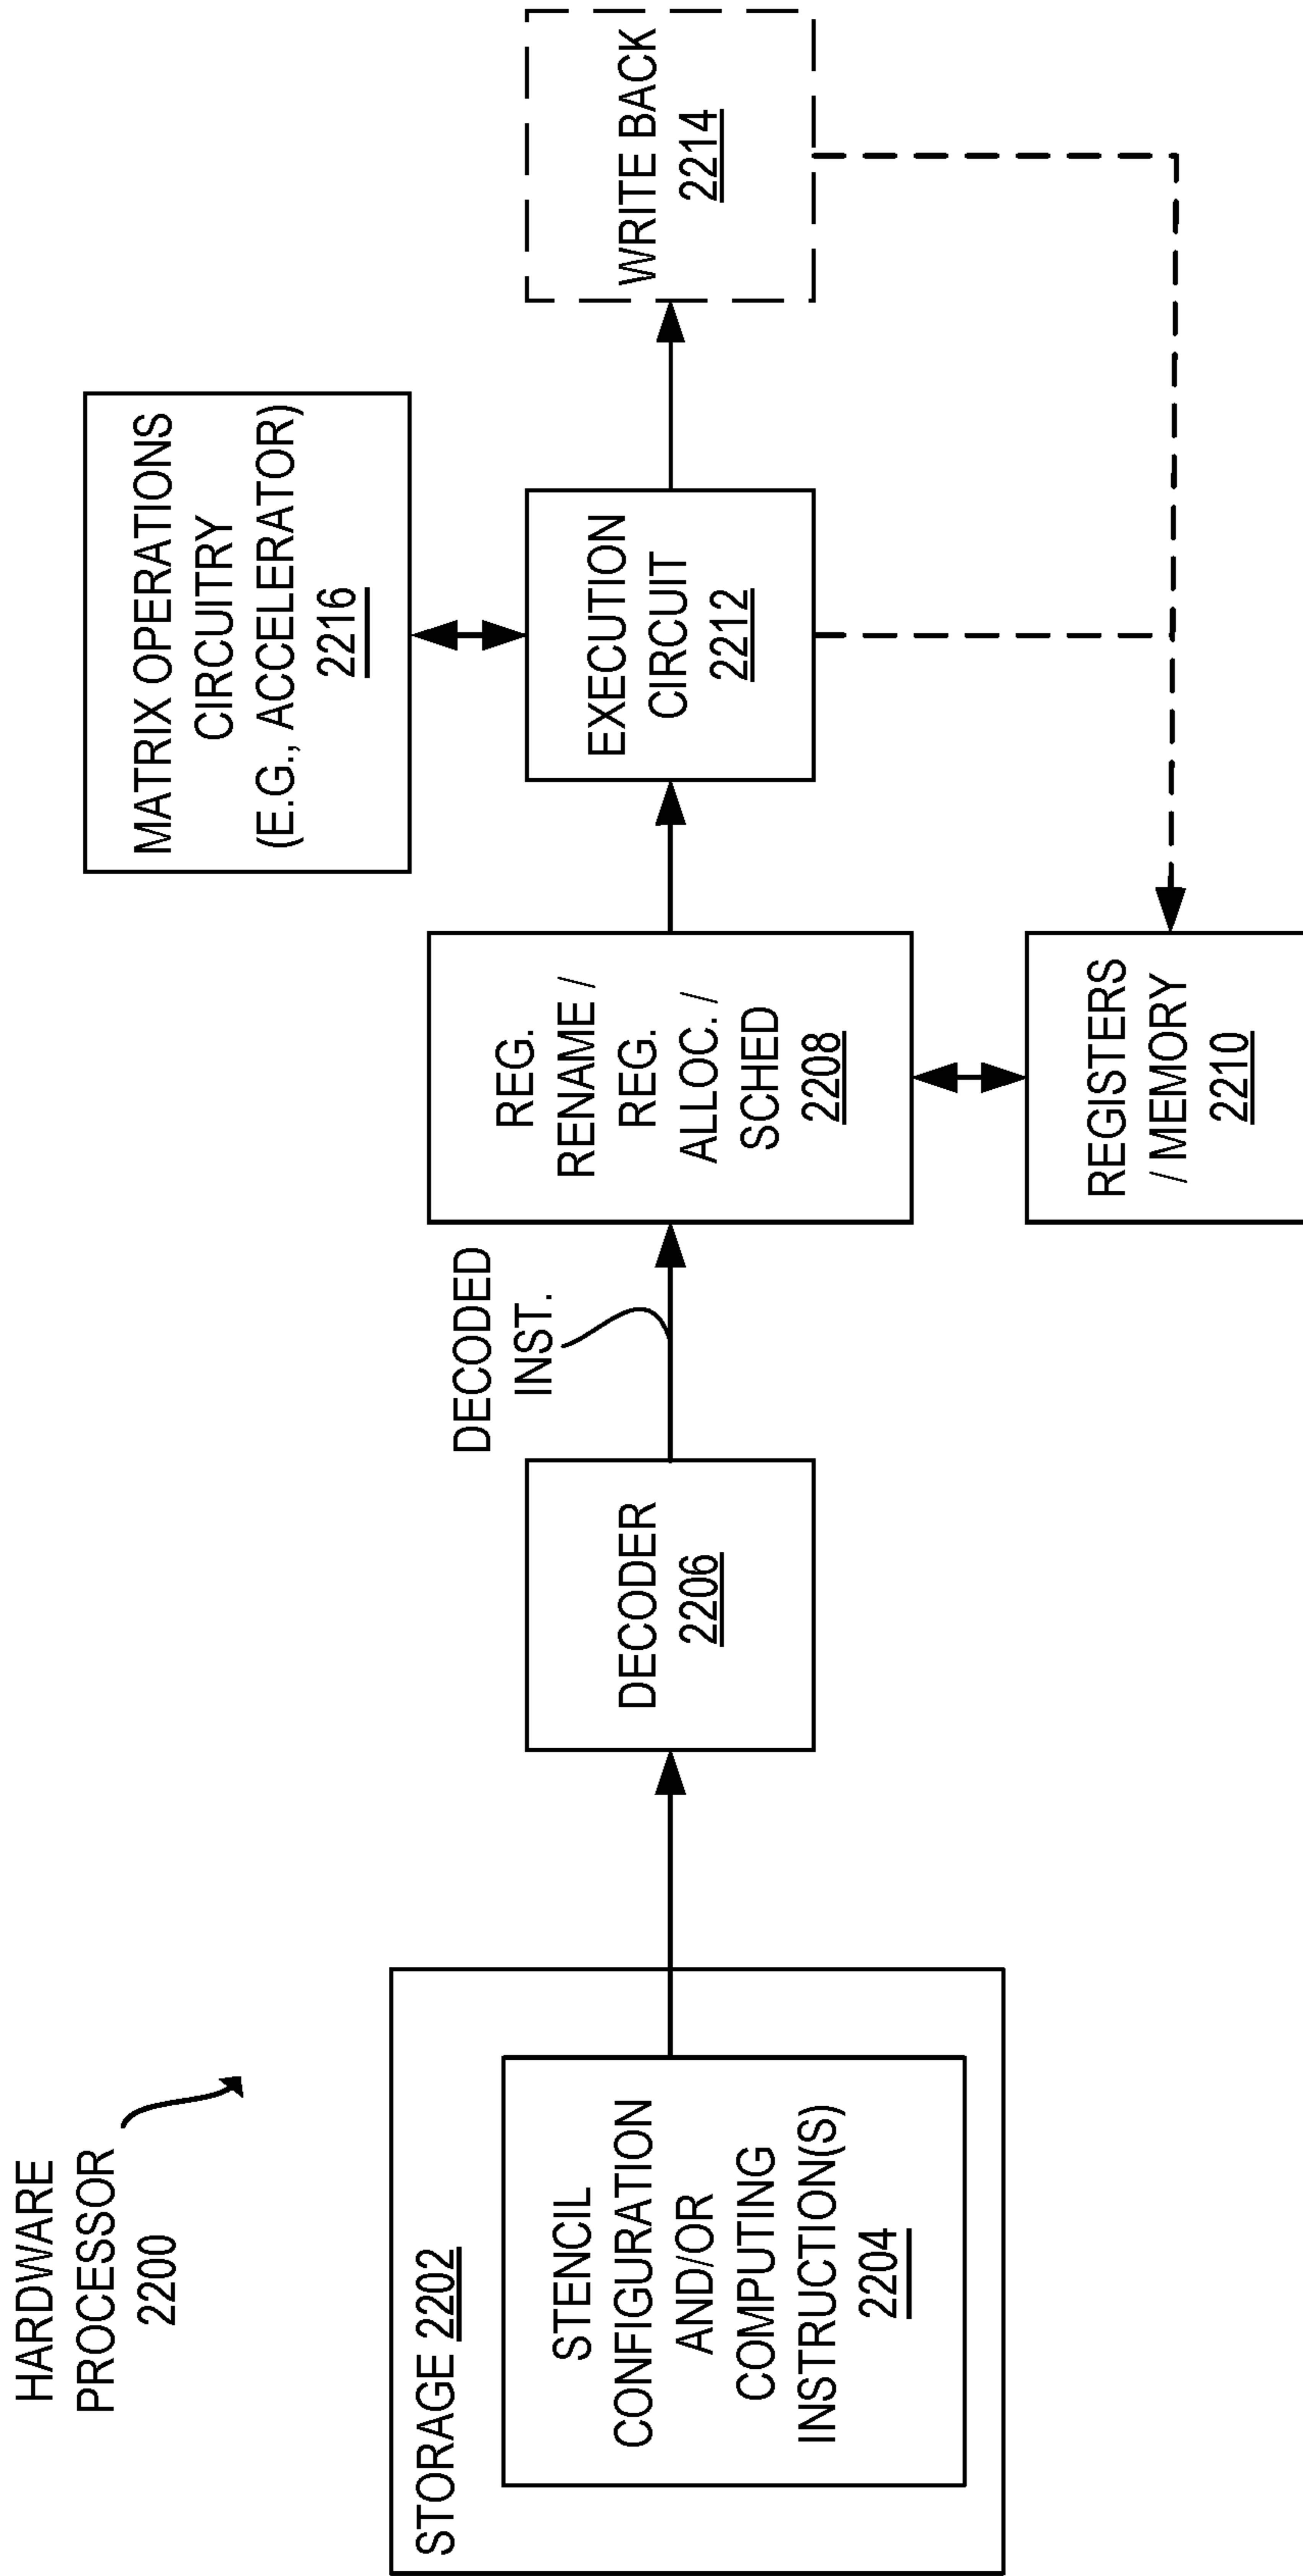 HARDWARE
PROCESSOR
2200
STORAGE 2202
STENCIL
CONFIGURATION
AND/OR
COMPUTING
INSTRUCTION(S)
2204
DECODER
2206
DECODED
INST.
REG.
RENAME /
REG.
ALLOC. /
SCHED
2208
REGISTERS
/ MEMORY
2210
EXECUTION
CIRCUIT
2212
MATRIX OPERATIONS
CIRCUITRY
(E.G., ACCELERATOR)
2216
WRITE BACK
2214